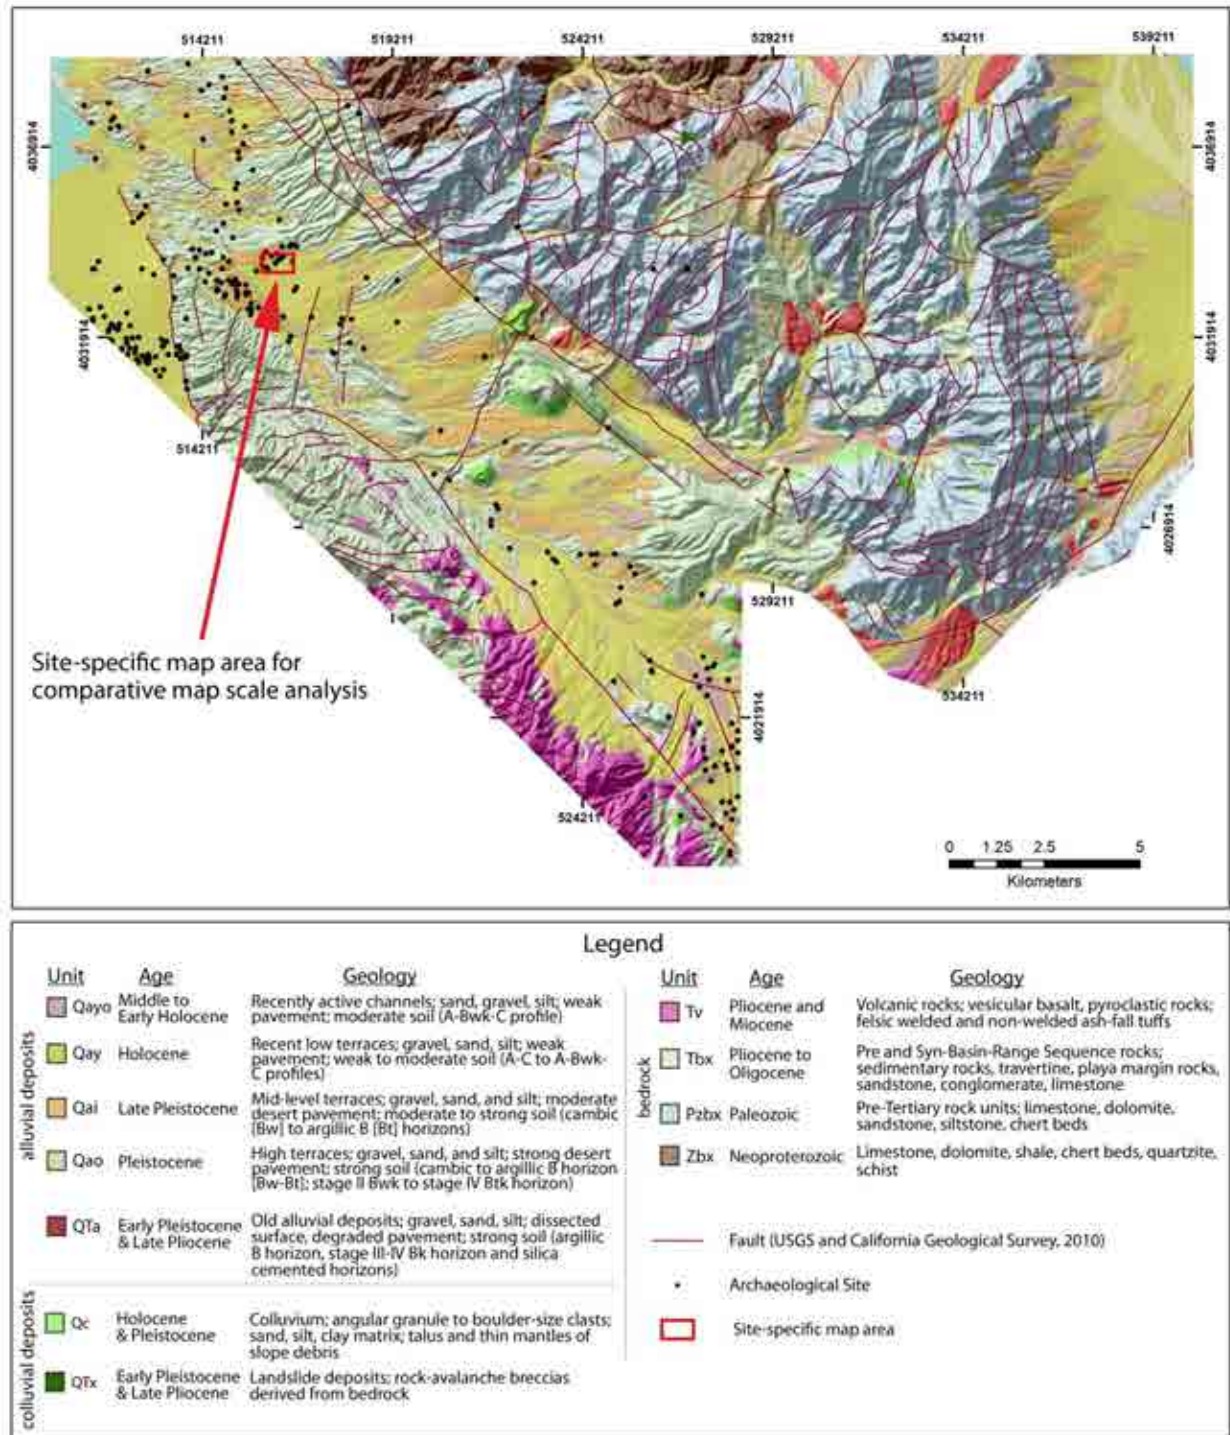 514211
519211
524211
529211
534211
539211
4036914
4036914
4031914
4031914
514211
4026914
529211
Site-specific map area for
comparative map scale analysis
534211
4021914
524211
0 1.25 2.5 5
Kilometers
Legend
Unit Age Geology
alluvial deposits
Qayo Middle to Early Holocene
Recently active channels; sand, gravel, silt; weak
pavement; moderate soil (A-Bwk-C profile)
Qay Holocene
Recent low terraces; gravel, sand, silt; weak
pavement; weak to moderate soil (A-C to A-Bwk-
C profiles)
Qai Late Pleistocene
Mid-level terraces; gravel, sand, and silt; moderate
desert pavement; moderate to strong soil (cambic
[Bw] to argillic B [Bt] horizons)
Qao Pleistocene
High terraces; gravel, sand, and silt; strong desert
pavement; strong soil (cambic to argillic B horizon
[Bw-Bt]; stage II Bwk to stage IV Btk horizon)
QTa Early Pleistocene & Late Pliocene
Old alluvial deposits; gravel, sand, silt; dissected
surface, degraded pavement; strong soil (argillic
B horizon, stage III-IV Bk horizon and silica
cemented horizons)
colluvial deposits
Qc Holocene & Pleistocene
Colluvium; angular granule to boulder-size clasts;
sand, silt, clay matrix; talus and thin mantles of
slope debris
QTx Early Pleistocene & Late Pliocene
Landslide deposits; rock-avalanche breccias
derived from bedrock
Unit Age Geology
bedrock
Tv Pliocene and Miocene
Volcanic rocks; vesicular basalt, pyroclastic rocks;
felsic welded and non-welded ash-fall tuffs
Tbx Pliocene to Oligocene
Pre and Syn-Basin-Range Sequence rocks;
sedimentary rocks, travertine, playa margin rocks,
sandstone, conglomerate, limestone
Pzbx Paleozoic
Pre-Tertiary rock units; limestone, dolomite,
sandstone, siltstone, chert beds
Zbx Neoproterozoic
Limestone, dolomite, shale, chert beds, quartzite,
schist
Fault (USGS and California Geological Survey, 2010)
Archaeological Site
Site-specific map area